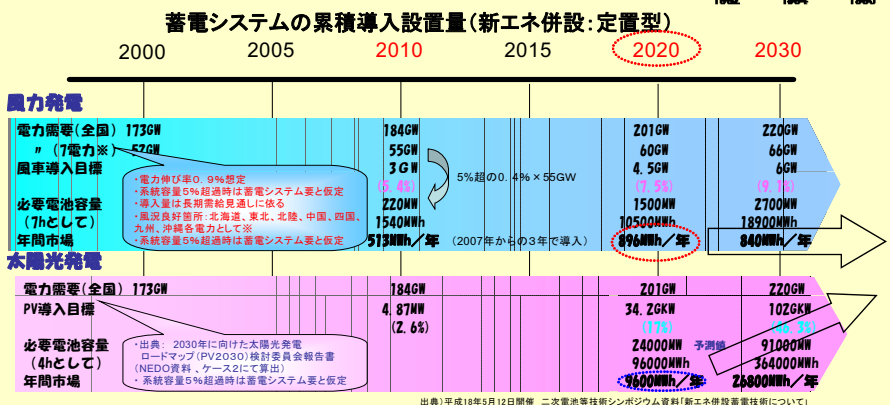 蓄電システムの累積導入設置量(新エネ併設:定置型)
2000 2005 2010 2015 2020 2030
風力発電
電力需要(全国) 173GW 184GW 201GW 220GW
〃 (7電力※) 52GW 55GW 60GW 66GW
風車導入目標 3GW 4.5GW 6GW
(5.4%) (7.5%) (9.1%)
5%超の0.4%×55GW
必要電池容量 220MW 1500MW 2700MW
(7hとして) 1540MWh 10500MWh 18900MWh
年間市場 513MWh/年 (2007年からの3年で導入) 896MWh/年 840MWh/年
・電力伸び率0.9%想定
・系統容量5%超過時は蓄電システム要と仮定
・導入量は長期需給見通しに依る
・風況良好箇所:北海道、東北、北陸、中国、四国、
九州、沖縄各電力として※
・系統容量5%超過時は蓄電システム要と仮定
太陽光発電
電力需要(全国) 173GW 184GW 201GW 220GW
PV導入目標 4.87MW 34.2GKW 102GKW
(2.6%) (17%) (46.3%)
必要電池容量 24000MW 予測値 91000MW
(4hとして) 96000MWh 364000MWh
年間市場 9600MWh/年 26800MWh/年
・出典: 2030年に向けた太陽光発電
ロードマップ(PV2030)検討委員会報告書
(NEDO資料、ケース2にて算出)
・系統容量5%超過時は蓄電システム要と仮定
出典)平成18年5月12日開催 二次電池等技術シンポジウム資料「新エネ併設蓄電技術について」